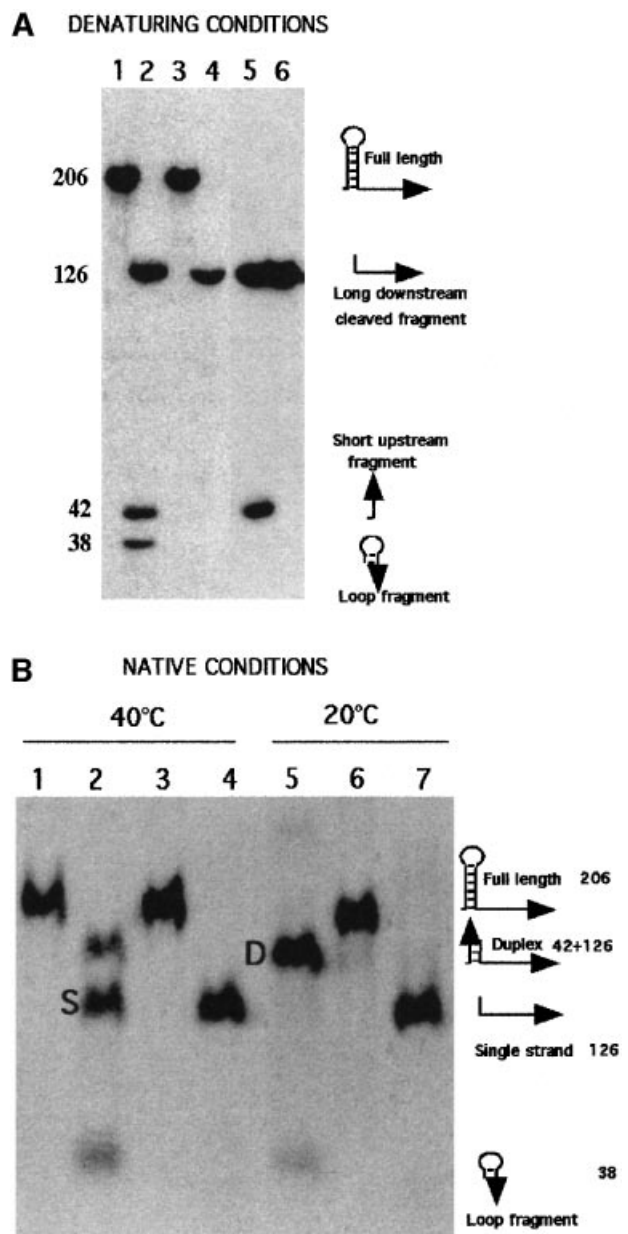 A DENATURING CONDITIONS
1 2 3 4 5 6
206
Full length
126
Long downstream
cleaved fragment
Short upstream
fragment
42
38
Loop fragment
B NATIVE CONDITIONS
40°C 20°C
1 2 3 4 5 6 7
Full length 206
D
Duplex 42+126
S
Single strand 126
38
Loop fragment